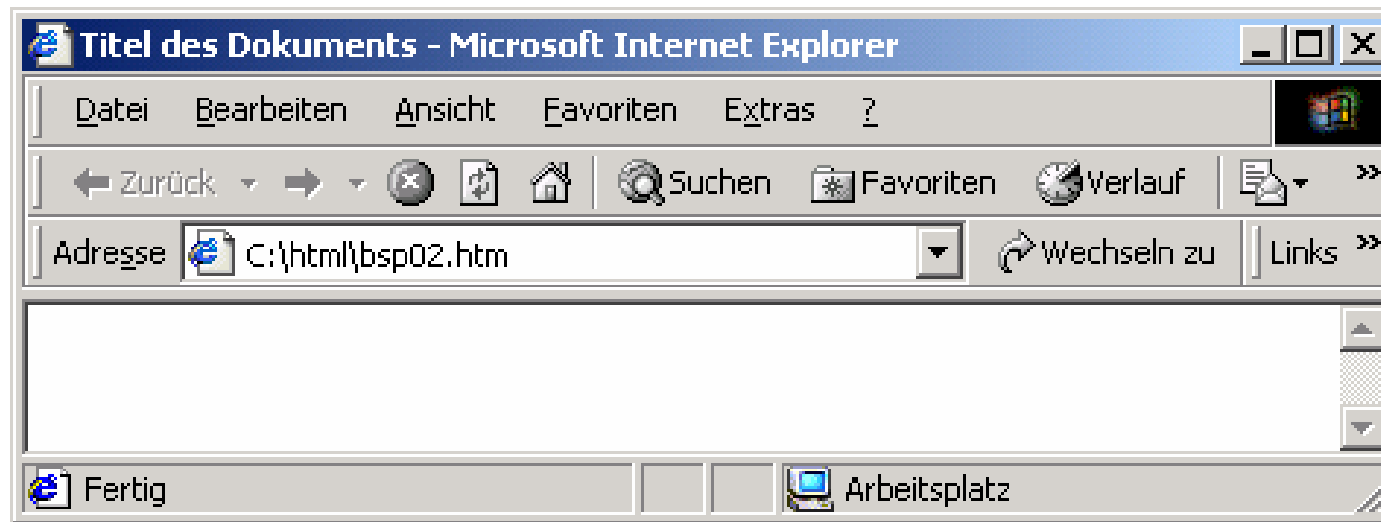 Titel des Dokuments - Microsoft Internet Explorer
Datei Bearbeiten Ansicht Favoriten Extras ?
Zurück Suchen Favoriten Verlauf »
Adresse C:\html\bsp02.htm Wechseln zu Links »
Fertig Arbeitsplatz